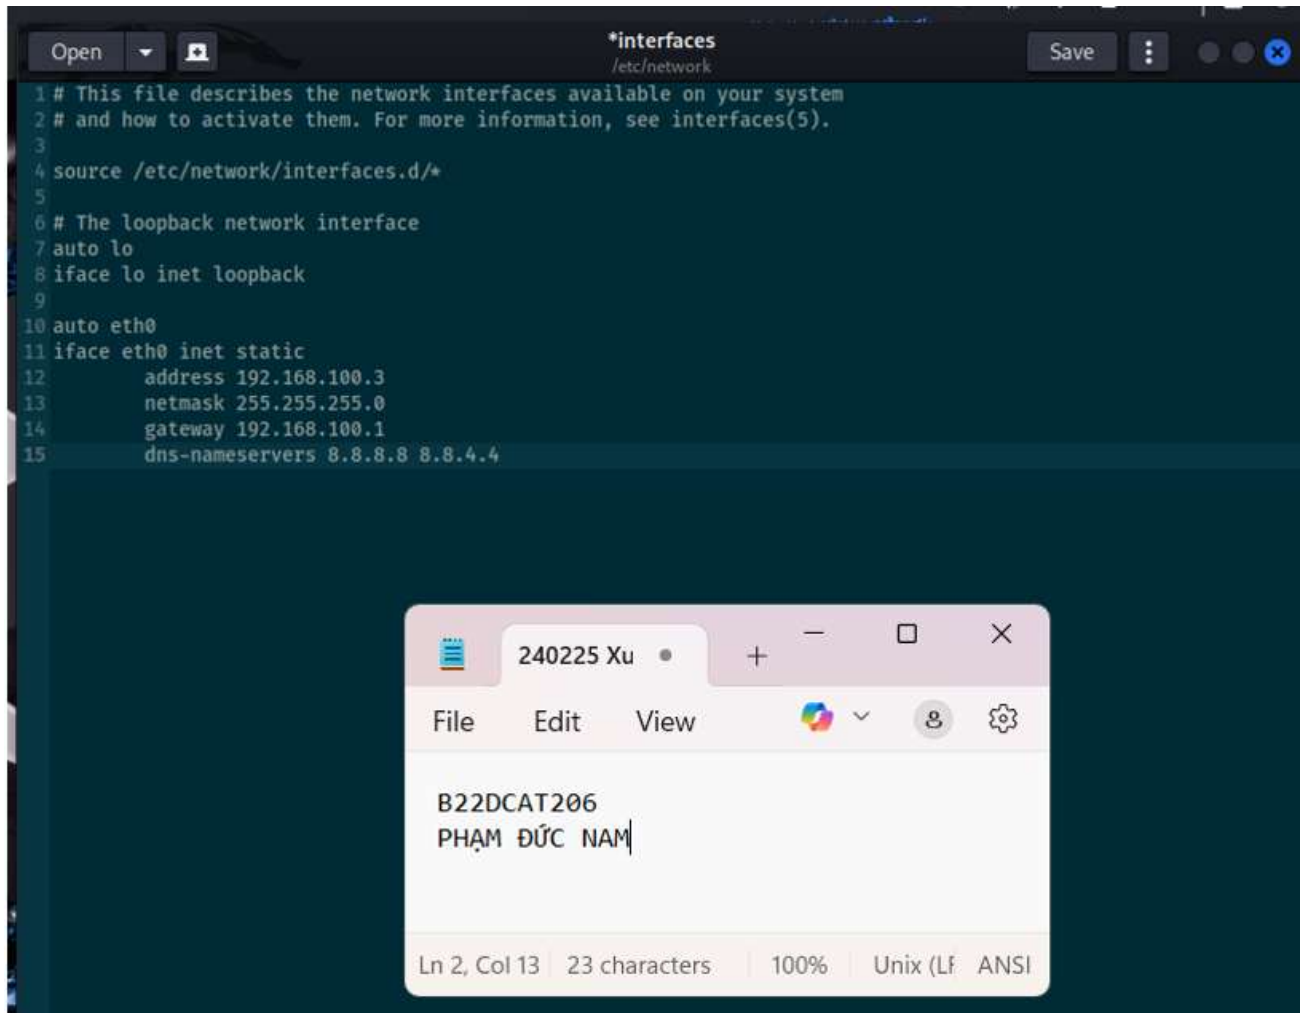 Open
*interfaces
/etc/network
Save
1 # This file describes the network interfaces available on your system
2 # and how to activate them. For more information, see interfaces(5).
3
4 source /etc/network/interfaces.d/*
5
6 # The loopback network interface
7 auto lo
8 iface lo inet loopback
9
10 auto eth0
11 iface eth0 inet static
12 address 192.168.100.3
13 netmask 255.255.255.0
14 gateway 192.168.100.1
15 dns-nameservers 8.8.8.8 8.8.4.4
240225 Xu
File Edit View
B22DCAT206
PHẠM ĐỨC NAM
Ln 2, Col 13 23 characters 100% Unix (LF ANSI